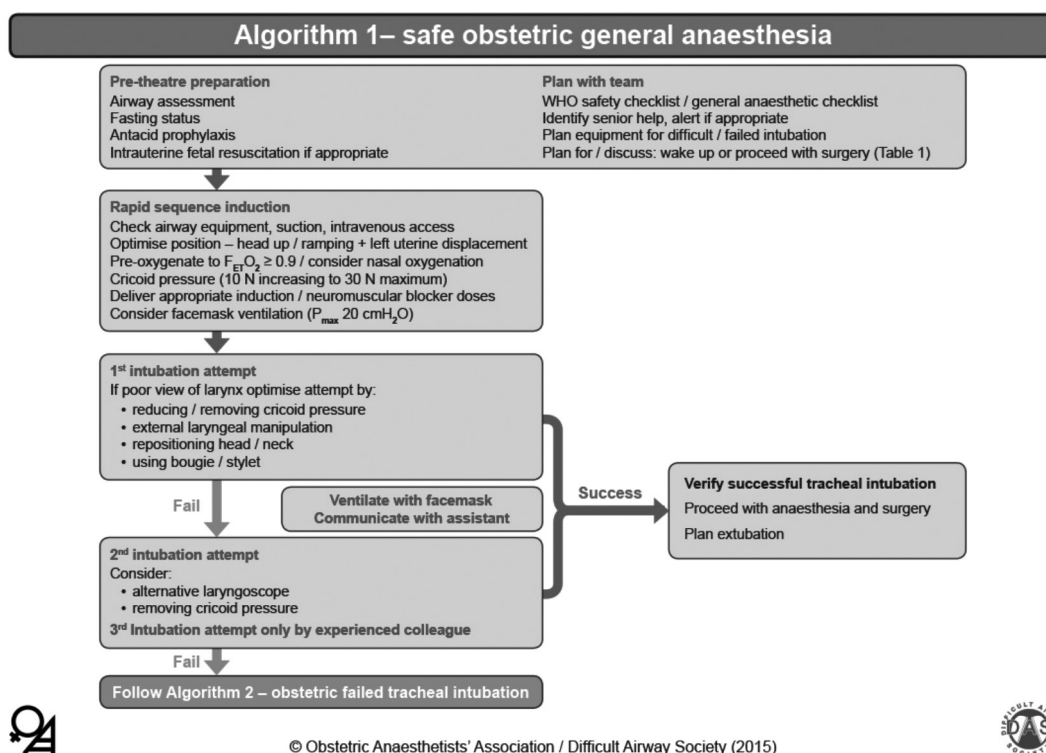 Algorithm 1– safe obstetric general anaesthesia
Pre-theatre preparation
Airway assessment
Fasting status
Antacid prophylaxis
Intrauterine fetal resuscitation if appropriate
Plan with team
WHO safety checklist / general anaesthetic checklist
Identify senior help, alert if appropriate
Plan equipment for difficult / failed intubation
Plan for / discuss: wake up or proceed with surgery (Table 1)
Rapid sequence induction
Check airway equipment, suction, intravenous access
Optimise position – head up / ramping + left uterine displacement
Pre-oxygenate to FETO2 ≥ 0.9 / consider nasal oxygenation
Cricoid pressure (10 N increasing to 30 N maximum)
Deliver appropriate induction / neuromuscular blocker doses
Consider facemask ventilation (Pmax 20 cmH2O)
1st intubation attempt
If poor view of larynx optimise attempt by:
• reducing / removing cricoid pressure
• external laryngeal manipulation
• repositioning head / neck
• using bougie / stylet
Fail
Ventilate with facemask
Communicate with assistant
Success
Verify successful tracheal intubation
Proceed with anaesthesia and surgery
Plan extubation
2nd intubation attempt
Consider:
• alternative laryngoscope
• removing cricoid pressure
3rd Intubation attempt only by experienced colleague
Fail
Follow Algorithm 2 – obstetric failed tracheal intubation
© Obstetric Anaesthetists' Association / Difficult Airway Society (2015)
DAS